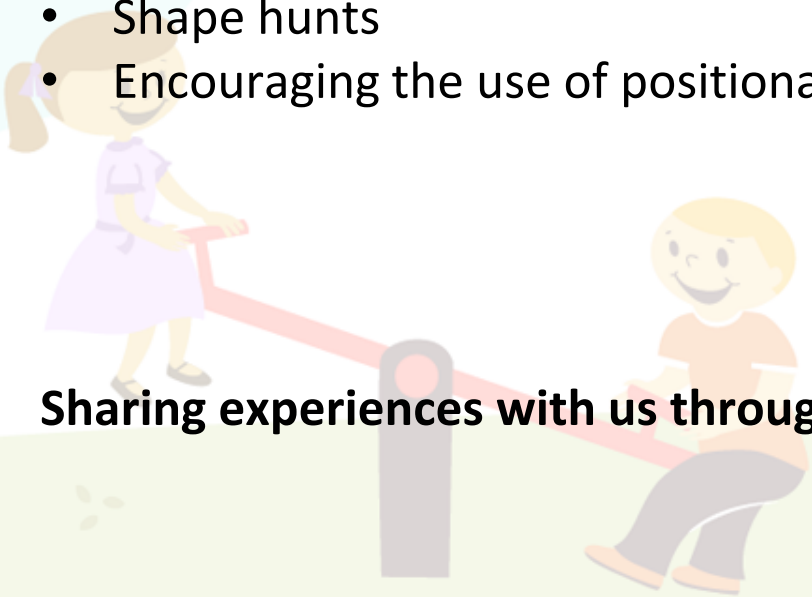 • Shape hunts
• Encouraging the use of positiona
Sharing experiences with us throug